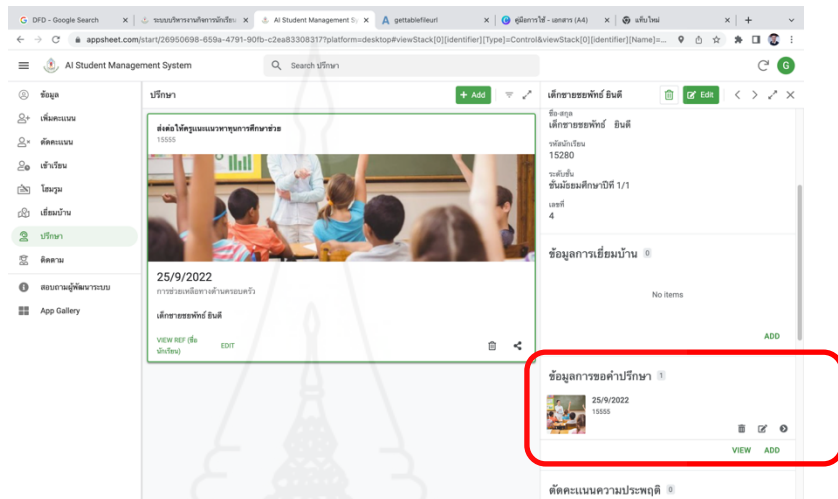 DFD - Google Search
ระบบบริหารงานกิจการนักเรียน
AI Student Management Sy
gettablefileurl
คู่มือการใช้ - เอกสาร (A4)
แท็บใหม่
appsheet.com/start/26950698-659a-4791-90fb-c2ea83308317?platform=desktop#viewStack[0][identifier][Type]=Control&viewStack[0][identifier][Name]=...
AI Student Management System
Search ปรึกษา
G
ข้อมูล
เพิ่มคะแนน
ตัดคะแนน
เข้าเรียน
โฮมรูม
เยี่ยมบ้าน
ปรึกษา
ติดตาม
สอบถามผู้พัฒนาระบบ
App Gallery
ปรึกษา
+ Add
ส่งต่อให้ครูแนะแนวหาทุนการศึกษาช่วย
15555
25/9/2022
การช่วยเหลือทางด้านครอบครัว
เด็กชายชยพัทธ์ ยินดี
VIEW REF (ชื่อนักเรียน)
EDIT
เด็กชายชยพัทธ์ ยินดี
Edit
ชื่อ-สกุล
เด็กชายชยพัทธ์ ยินดี
รหัสนักเรียน
15280
ระดับชั้น
ชั้นมัธยมศึกษาปีที่ 1/1
เลขที่
4
ข้อมูลการเยี่ยมบ้าน 0
No items
ADD
ข้อมูลการขอคำปรึกษา 1
25/9/2022
15555
VIEW ADD
ตัดคะแนนความประพฤติ 0